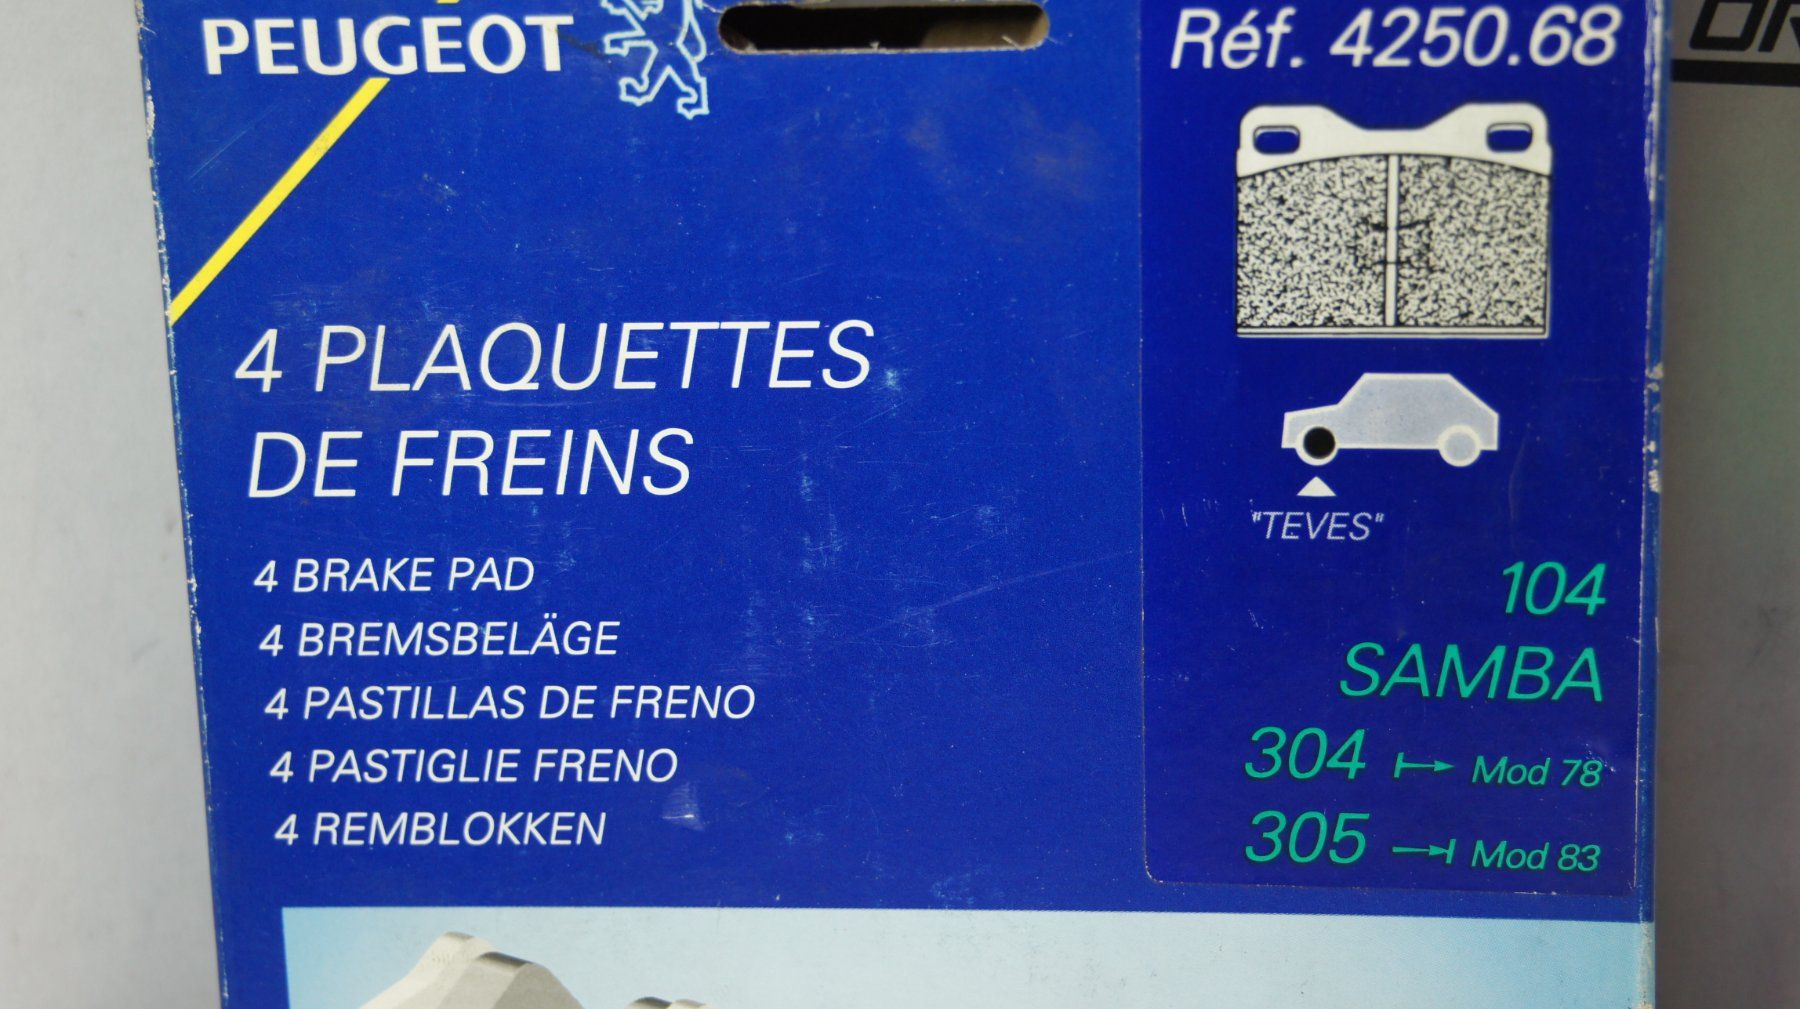 PEUGEOT
Réf. 4250.68
4 PLAQUETTES
DE FREINS
4 BRAKE PAD
4 BREMSBELÄGE
4 PASTILLAS DE FRENO
4 PASTIGLIE FRENO
4 REMBLOKKEN
"TEVES"
104
SAMBA
304 Mod 78
305 Mod 83